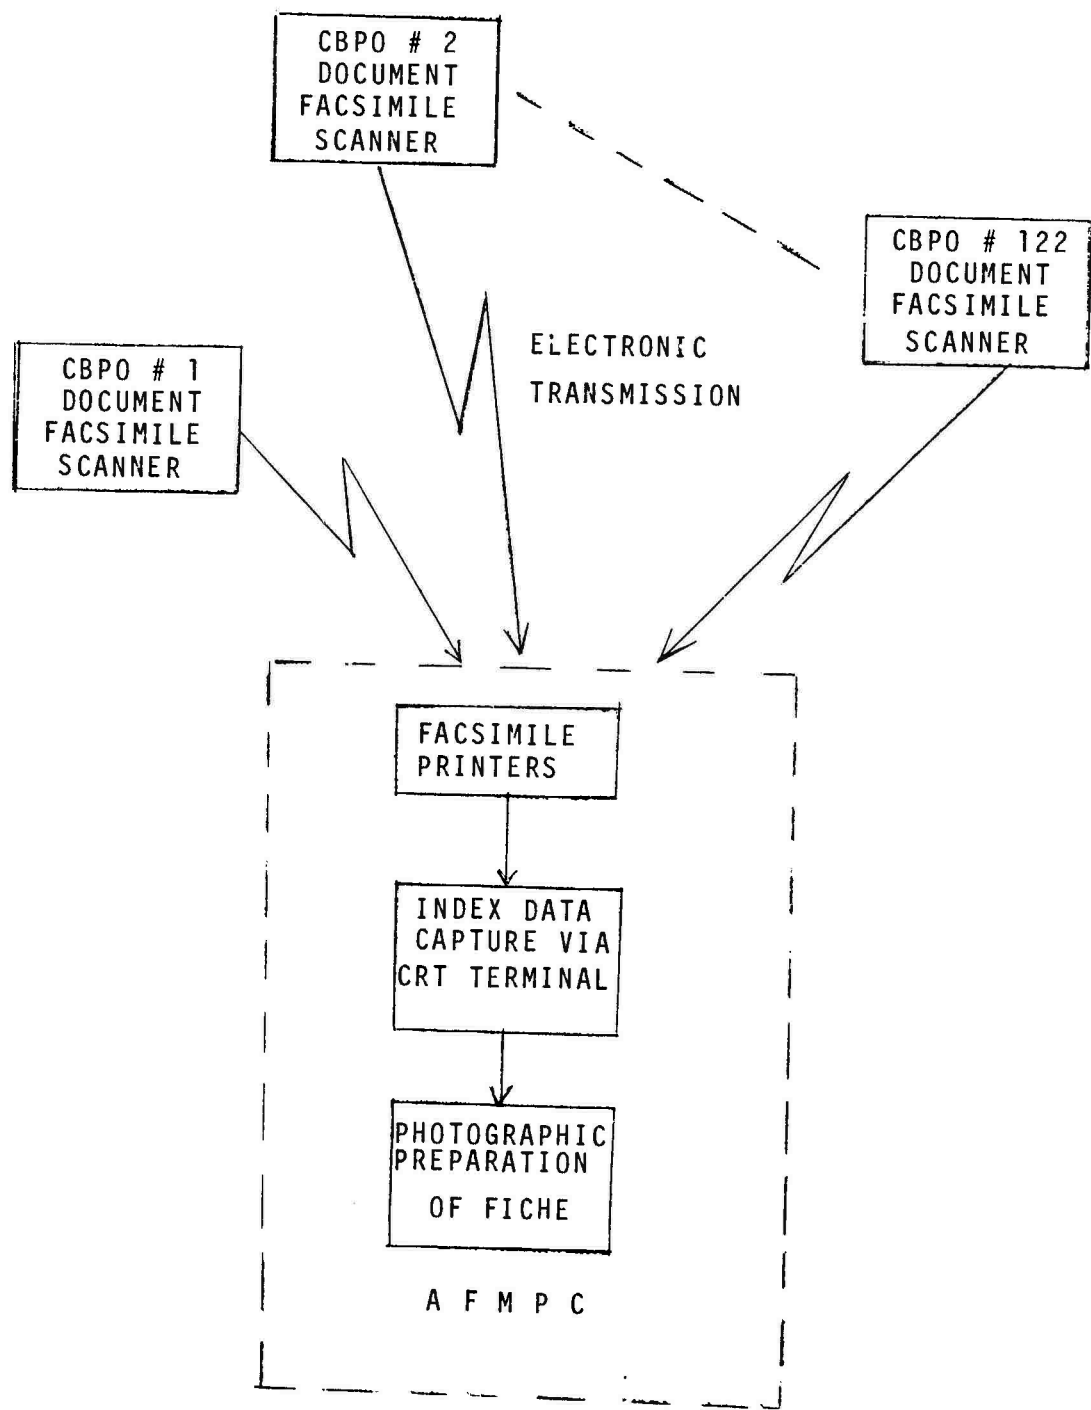 CBPO # 2
DOCUMENT
FACSIMILE
SCANNER
CBPO # 122
DOCUMENT
FACSIMILE
SCANNER
ELECTRONIC
TRANSMISSION
CBPO # 1
DOCUMENT
FACSIMILE
SCANNER
FACSIMILE
PRINTERS
INDEX DATA
CAPTURE VIA
CRT TERMINAL
PHOTOGRAPHIC
PREPARATION
OF FICHE
A F M P C